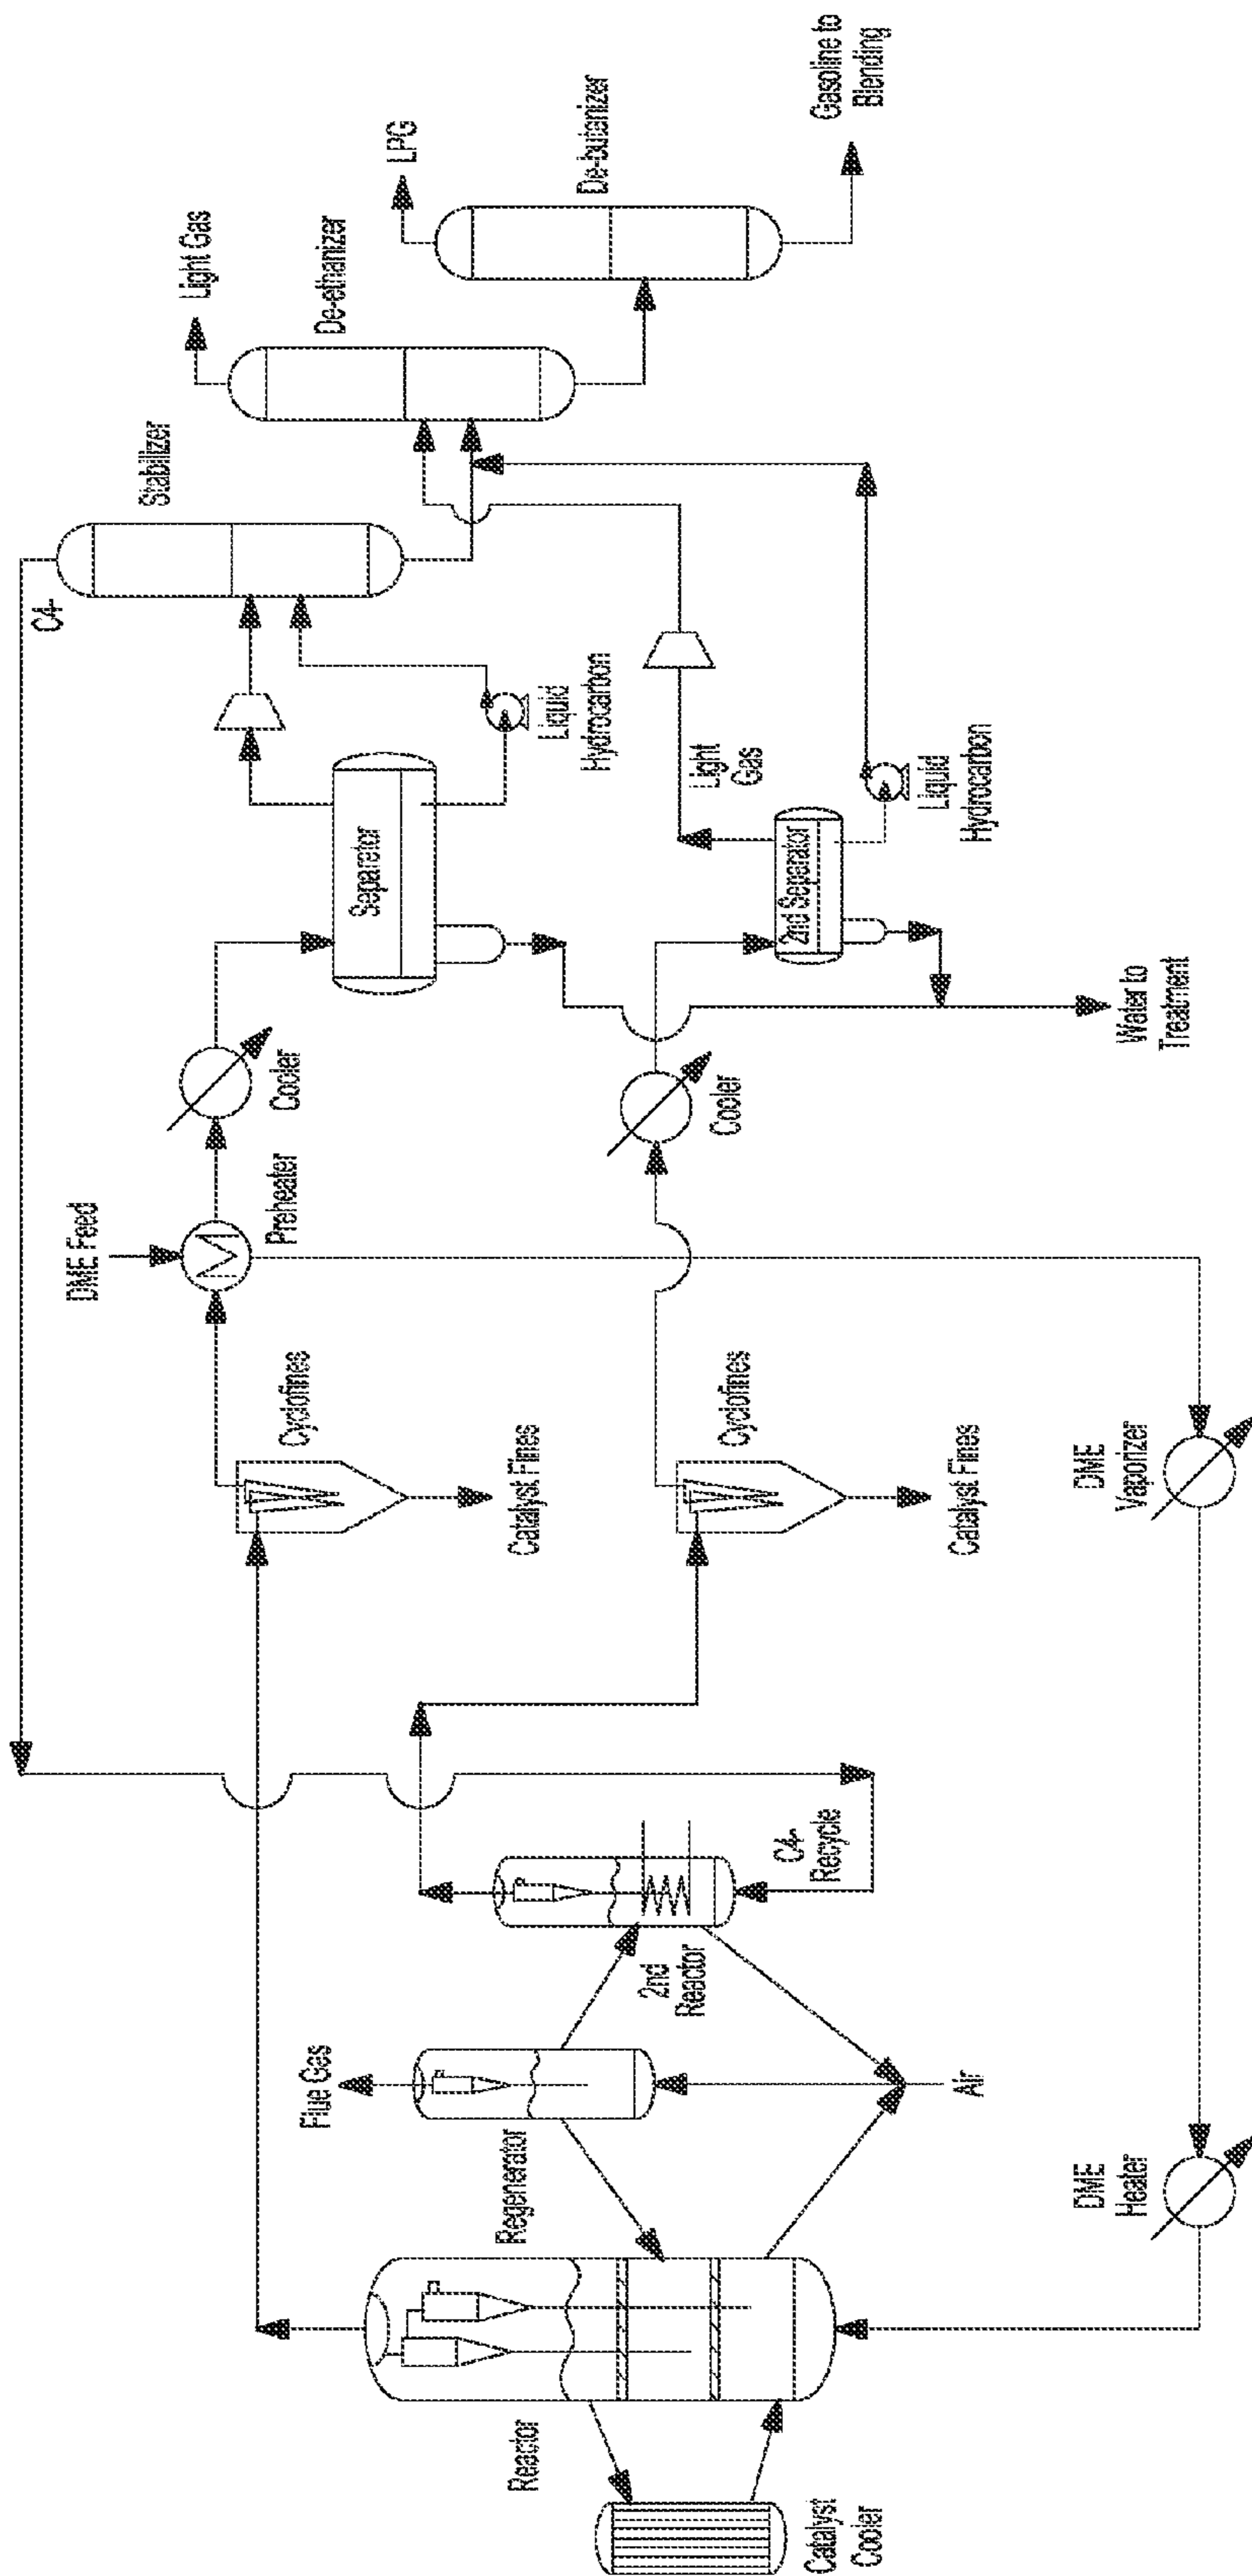 C4-
Stabilizer
Light Gas
De-ethanizer
LPG
De-butanizer
Gasoline to
Blending
DME Feed
Preheater
Cooler
Separator
Liquid
Hydrocarbon
Cyclofines
Catalyst Fines
Cooler
Light
Gas
2nd Separator
Liquid
Hydrocarbon
Water to
Treatment
Cyclofines
Catalyst Fines
DME
Vaporizer
C4-
Recycle
2nd
Reactor
Flue Gas
Regenerator
Air
DME
Heater
Reactor
Catalyst
Cooler